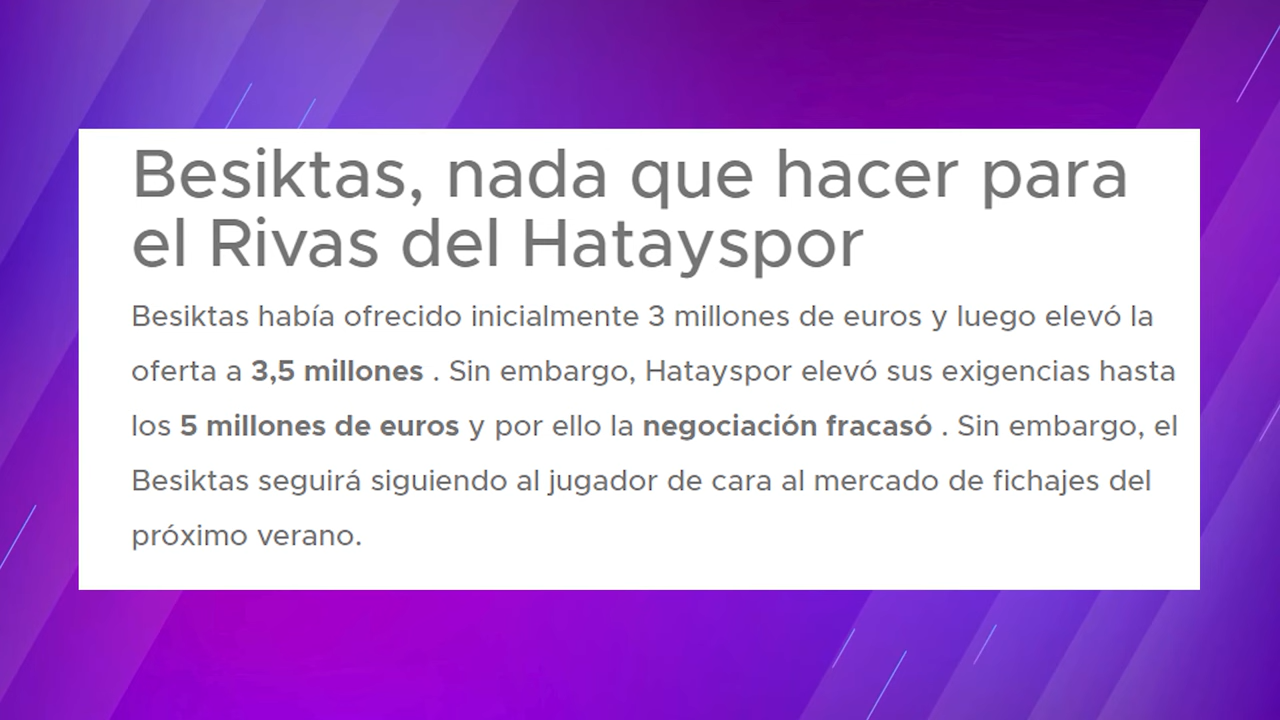 Besiktas, nada que hacer para
el Rivas del Hatayspor
Besiktas había ofrecido inicialmente 3 millones de euros y luego elevó la
oferta a 3,5 millones . Sin embargo, Hatayspor elevó sus exigencias hasta
los 5 millones de euros y por ello la negociación fracasó . Sin embargo, el
Besiktas seguirá siguiendo al jugador de cara al mercado de fichajes del
próximo verano.